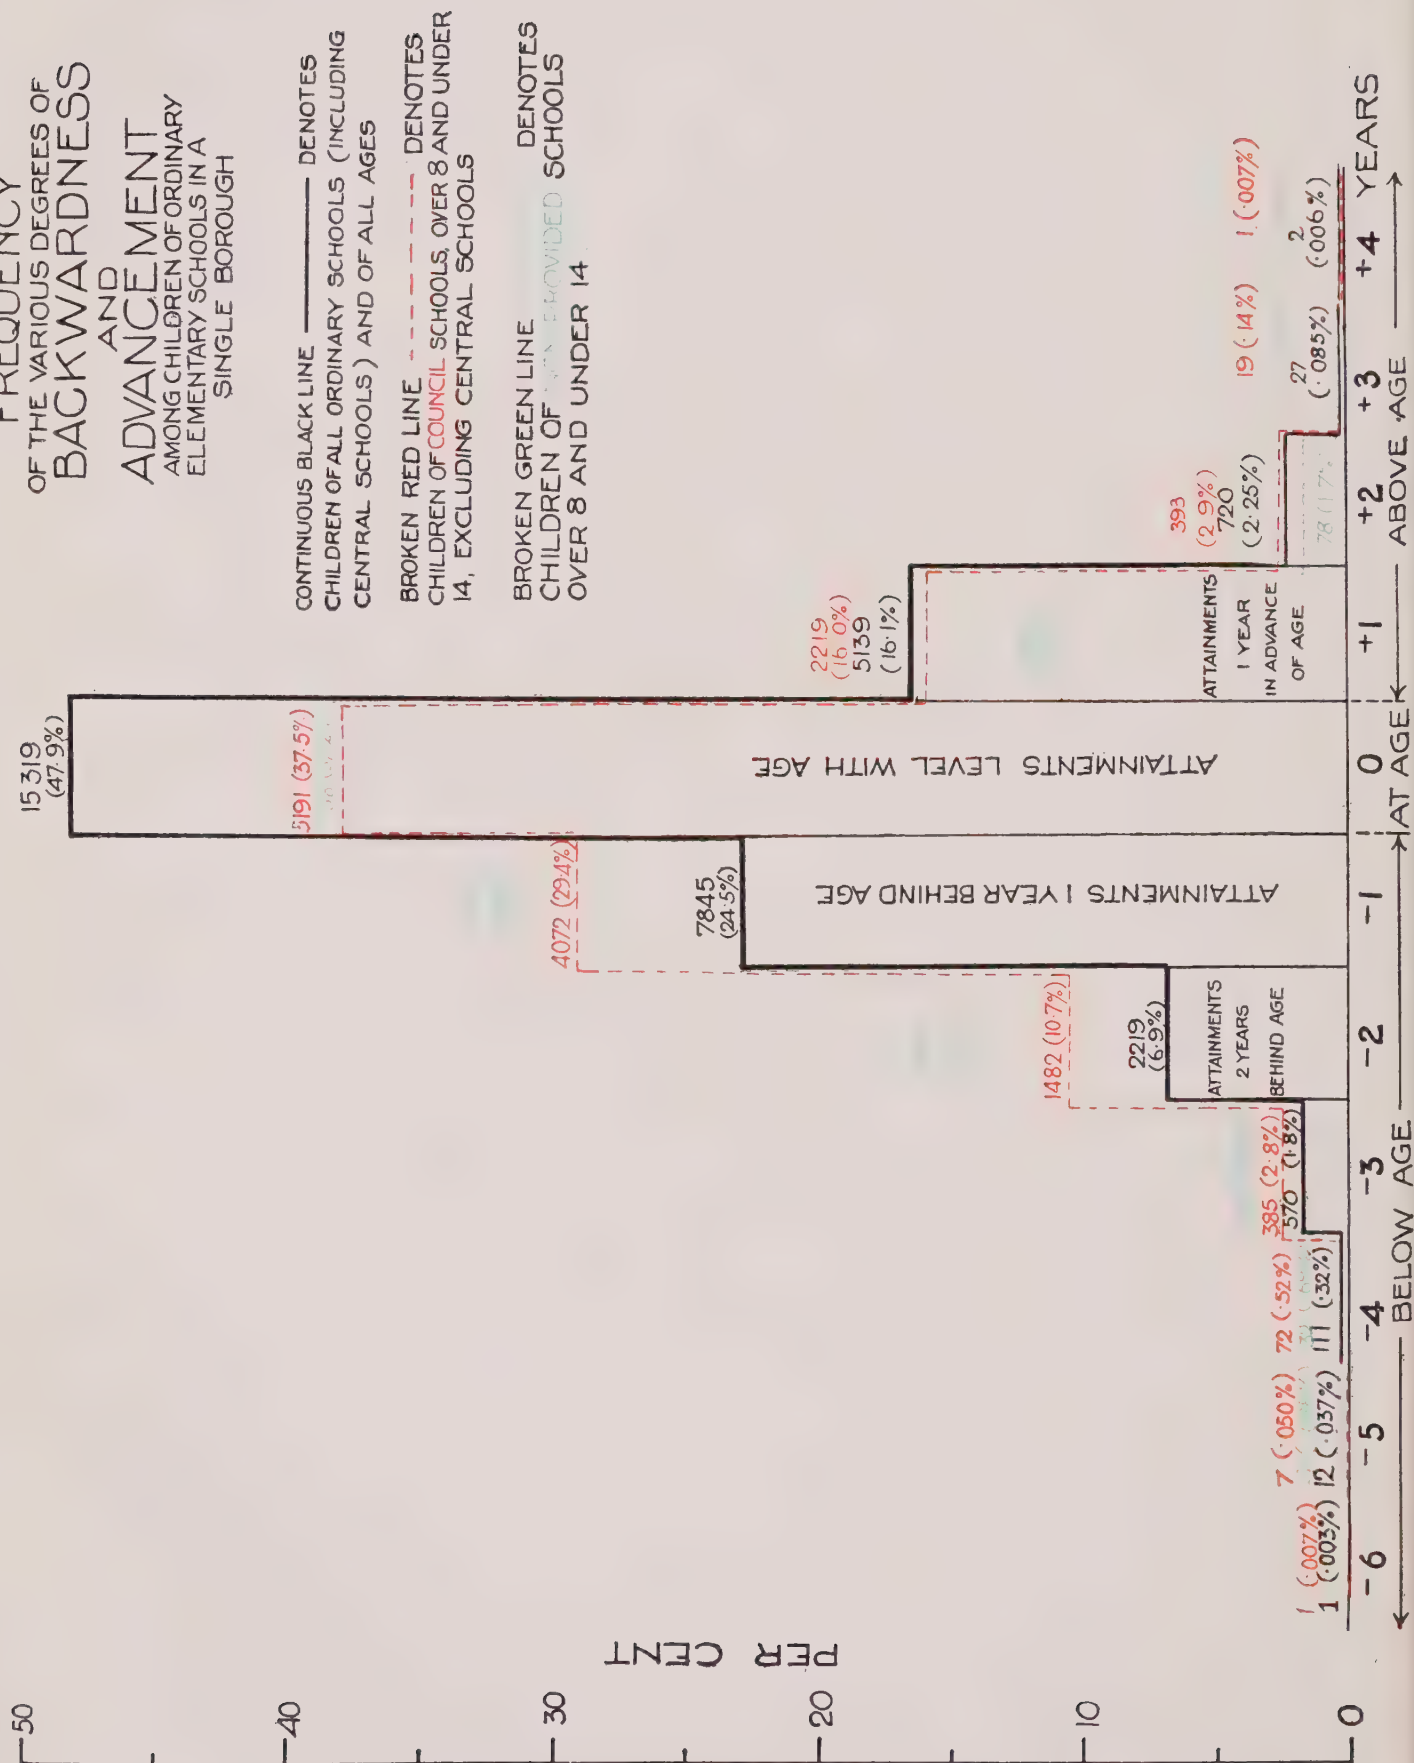 FREQUENCY
OF THE VARIOUS DEGREES OF
BACKWARDNESS
AND
ADVANCEMENT
AMONG CHILDREN OF ORDINARY
ELEMENTARY SCHOOLS IN A
SINGLE BOROUGH
CONTINUOUS BLACK LINE DENOTES
CHILDREN OF ALL ORDINARY SCHOOLS (INCLUDING
CENTRAL SCHOOLS) AND OF ALL AGES
BROKEN RED LINE DENOTES
CHILDREN OF COUNCIL SCHOOLS, OVER 8 AND UNDER
14, EXCLUDING CENTRAL SCHOOLS
BROKEN GREEN LINE DENOTES
CHILDREN OF PROVIDED SCHOOLS
OVER 8 AND UNDER 14
PER CENT
50
40
30
20
10
0
1 (·007%)
1 (·003%)
7 (·050%)
12 (·037%)
72 (·52%)
111 (·32%)
385 (2·8%)
570 (1·8%)
1482 (10·7%)
2219
(6·9%)
ATTAINMENTS
2 YEARS
BEHIND AGE
4072 (29·4%)
7845
(24·5%)
ATTAINMENTS 1 YEAR BEHIND AGE
15319
(47·9%)
5191 (37·5%)
ATTAINMENTS LEVEL WITH AGE
2219
(16·0%)
5139
(16·1%)
ATTAINMENTS
1 YEAR
IN ADVANCE
OF AGE
393
(2·9%)
720
(2·25%)
78
19 (·14%)
27
(·085%)
1 (·007%)
2
(·006%)
-6 -5 -4 -3 -2 -1 0 +1 +2 +3 +4 YEARS
BELOW AGE AT AGE ABOVE AGE